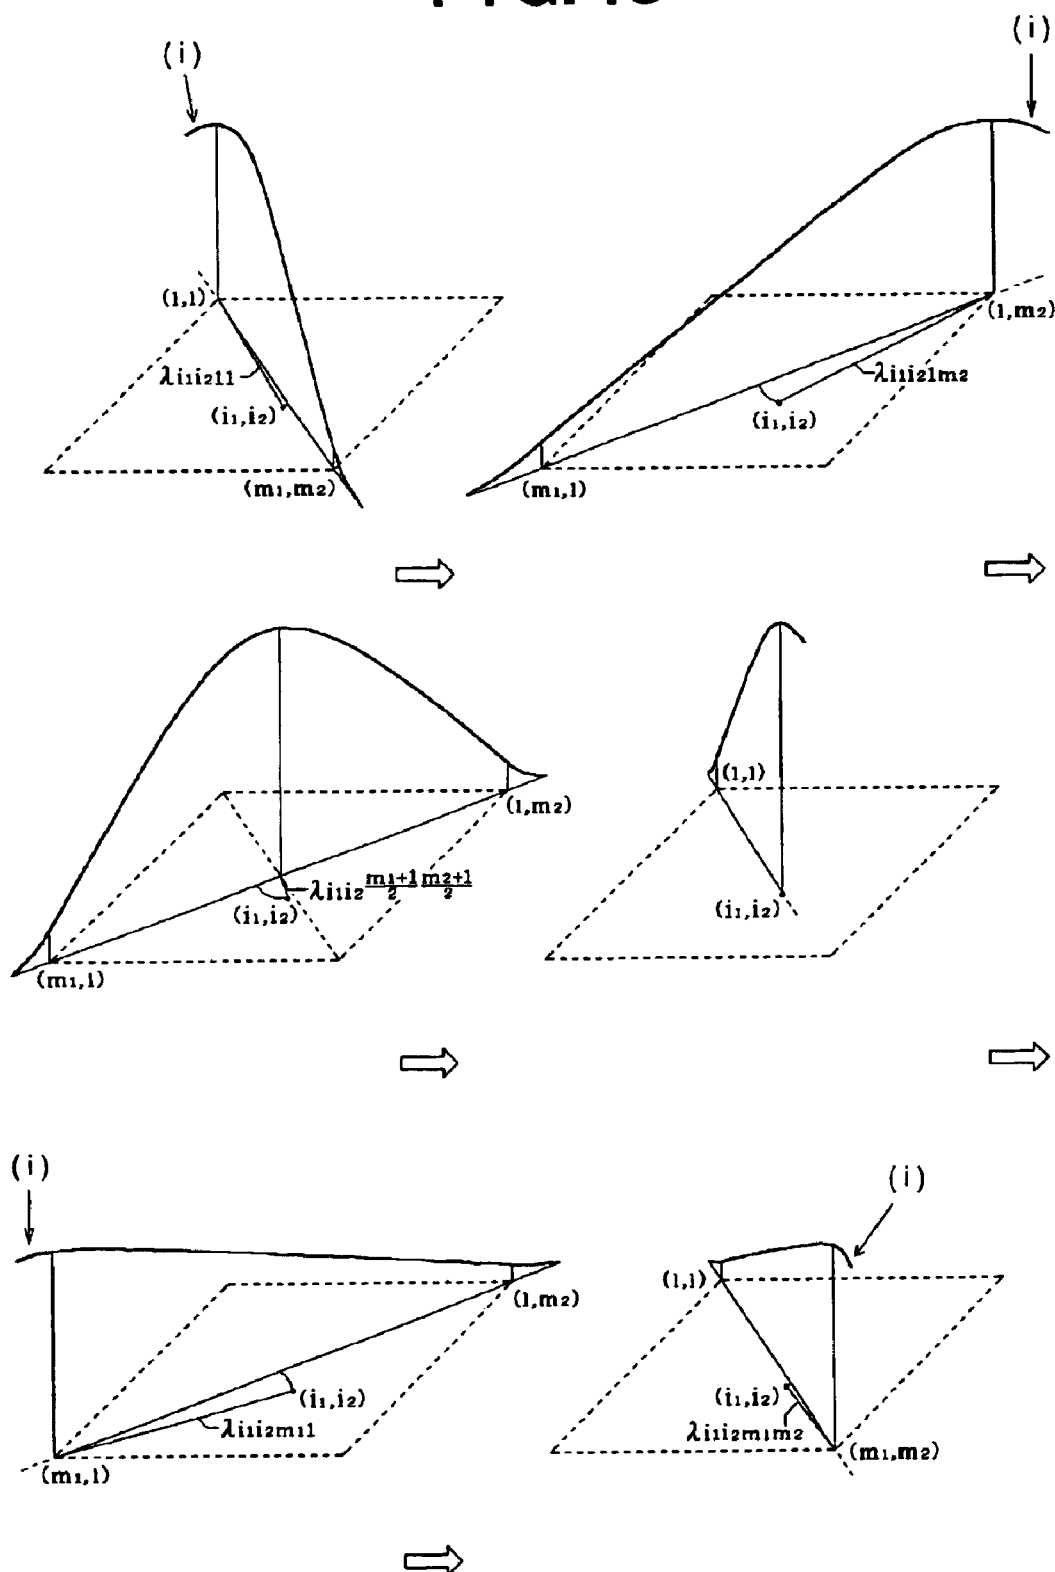 (i)
(i)
(1,1)
(1,m2)
λi1i211
λi1i21m2
(i1,i2)
(i1,i2)
(m1,m2)
(m1,1)
(1,1)
(1,m2)
λi1i2 m1+1/2 m2+1/2
(i1,i2)
(i1,i2)
(m1,1)
(i)
(i)
(1,1)
(1,m2)
(i1,i2)
(i1,i2)
λi1i2m11
λi1i2m1m2
(m1,1)
(m1,m2)